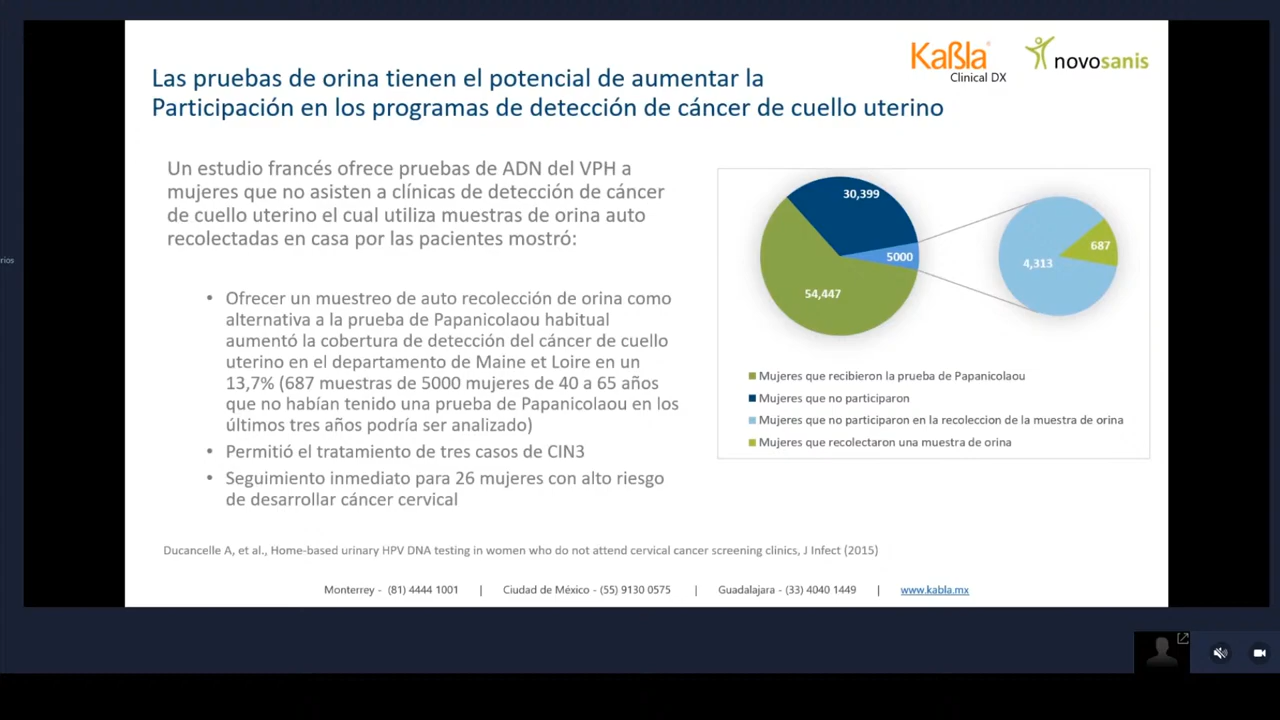 Kaßla
Clinical DX
novosanis
Las pruebas de orina tienen el potencial de aumentar la
Participación en los programas de detección de cáncer de cuello uterino
Un estudio francés ofrece pruebas de ADN del VPH a
mujeres que no asisten a clínicas de detección de cáncer
de cuello uterino el cual utiliza muestras de orina auto
recolectadas en casa por las pacientes mostró:
• Ofrecer un muestreo de auto recolección de orina como
alternativa a la prueba de Papanicolaou habitual
aumentó la cobertura de detección del cáncer de cuello
uterino en el departamento de Maine et Loire en un
13,7% (687 muestras de 5000 mujeres de 40 a 65 años
que no habían tenido una prueba de Papanicolaou en los
últimos tres años podría ser analizado)
• Permitió el tratamiento de tres casos de CIN3
• Seguimiento inmediato para 26 mujeres con alto riesgo
de desarrollar cáncer cervical
30,399
5000
54,447
687
4,313
Mujeres que recibieron la prueba de Papanicolaou
Mujeres que no participaron
Mujeres que no participaron en la recoleccion de la muestra de orina
Mujeres que recolectaron una muestra de orina
Ducancelle A, et al., Home-based urinary HPV DNA testing in women who do not attend cervical cancer screening clinics, J Infect (2015)
Monterrey - (81) 4444 1001 | Ciudad de México - (55) 9130 0575 | Guadalajara - (33) 4040 1449 | www.kabla.mx
rios